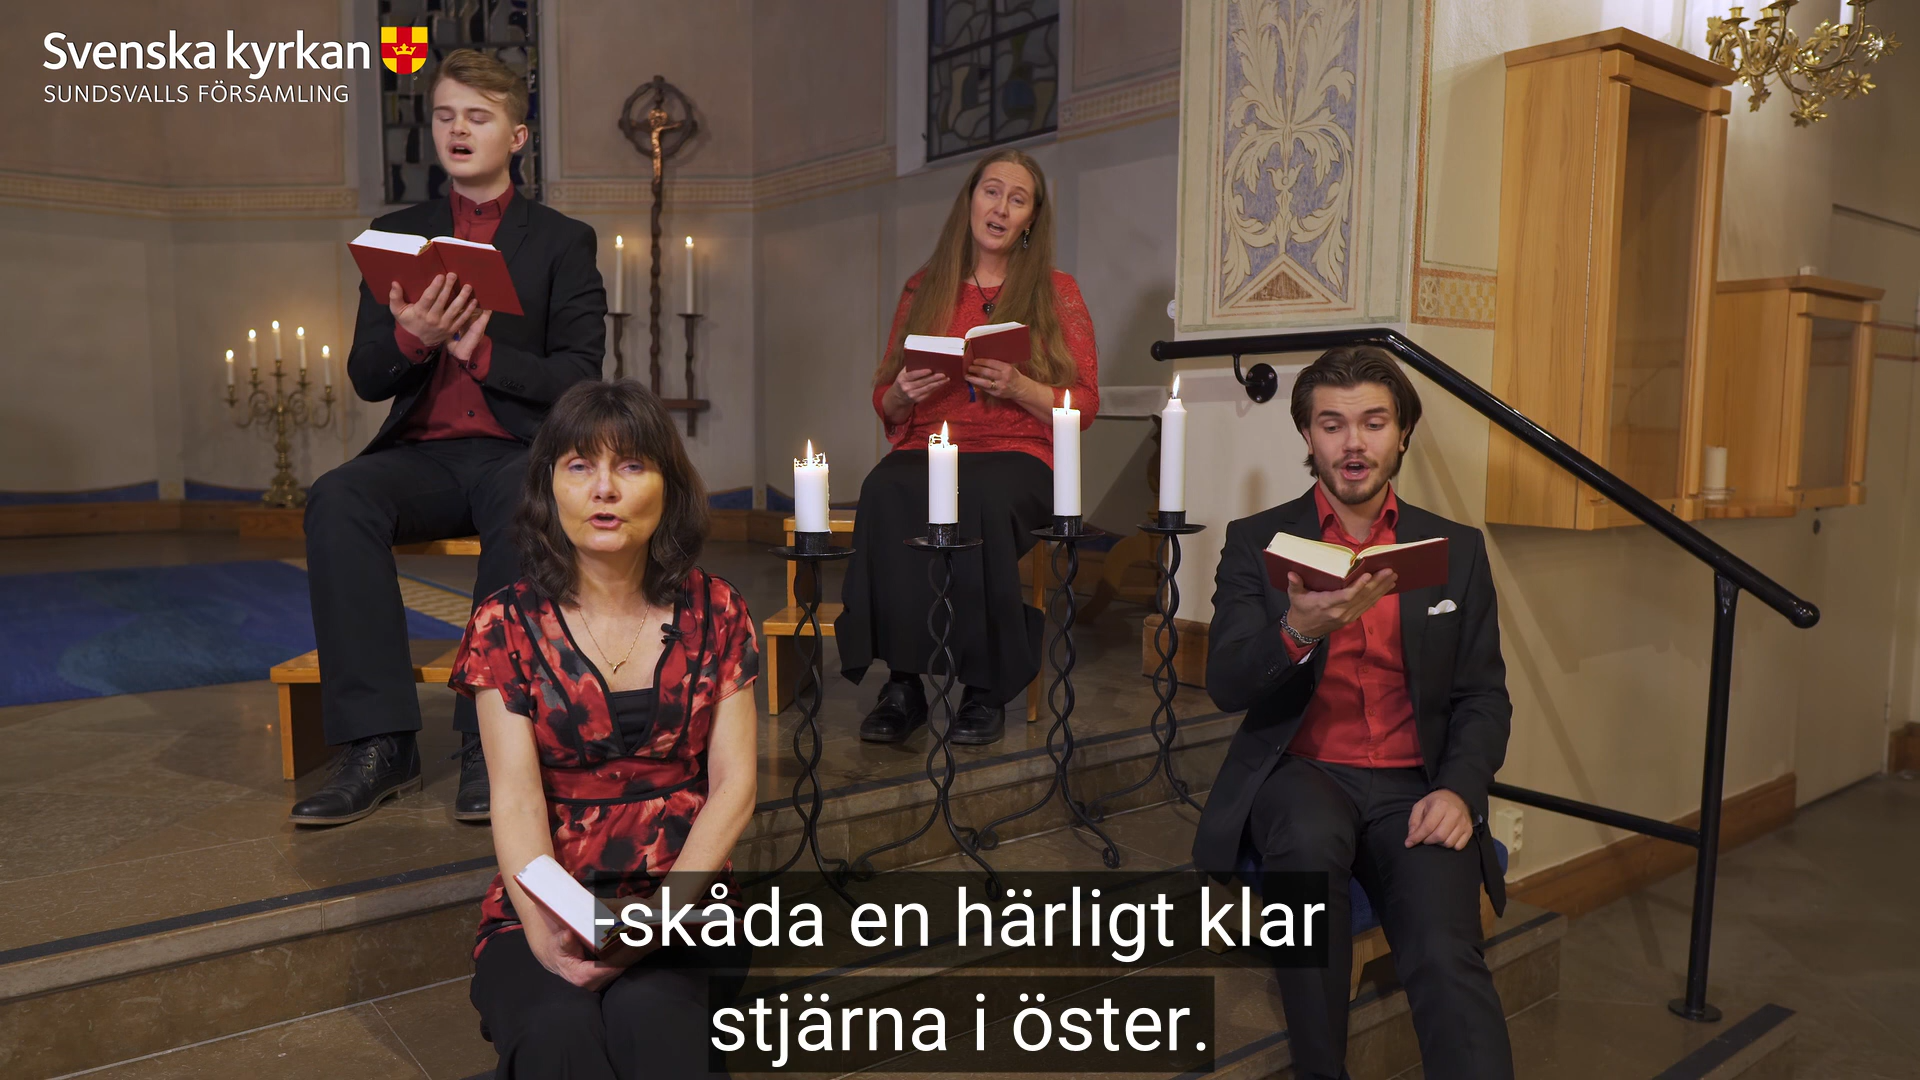 Svenska kyrkan
SUNDSVALLS FÖRSAMLING
-skåda en härligt klar
stjärna i öster.